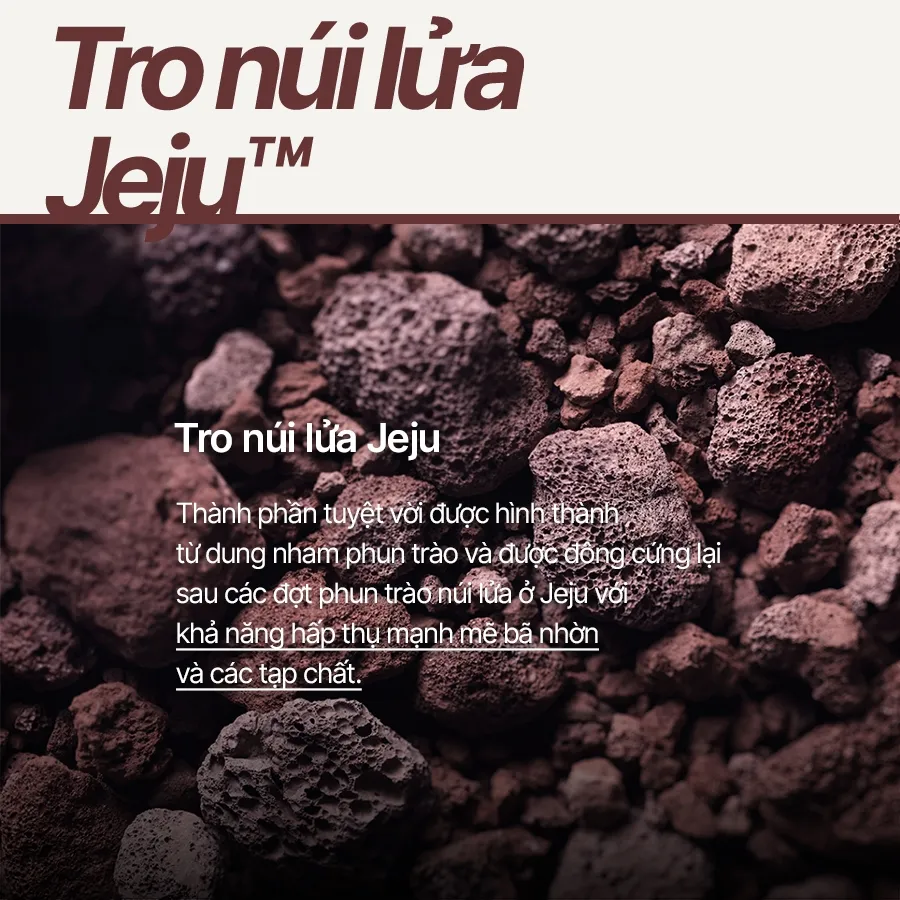 Tro núi lửa
Jeju™
Tro núi lửa Jeju
Thành phần tuyệt vời được hình thành
từ dung nham phun trào và được đông cứng lại
sau các đợt phun trào núi lửa ở Jeju với
khả năng hấp thụ mạnh mẽ bã nhờn
và các tạp chất.